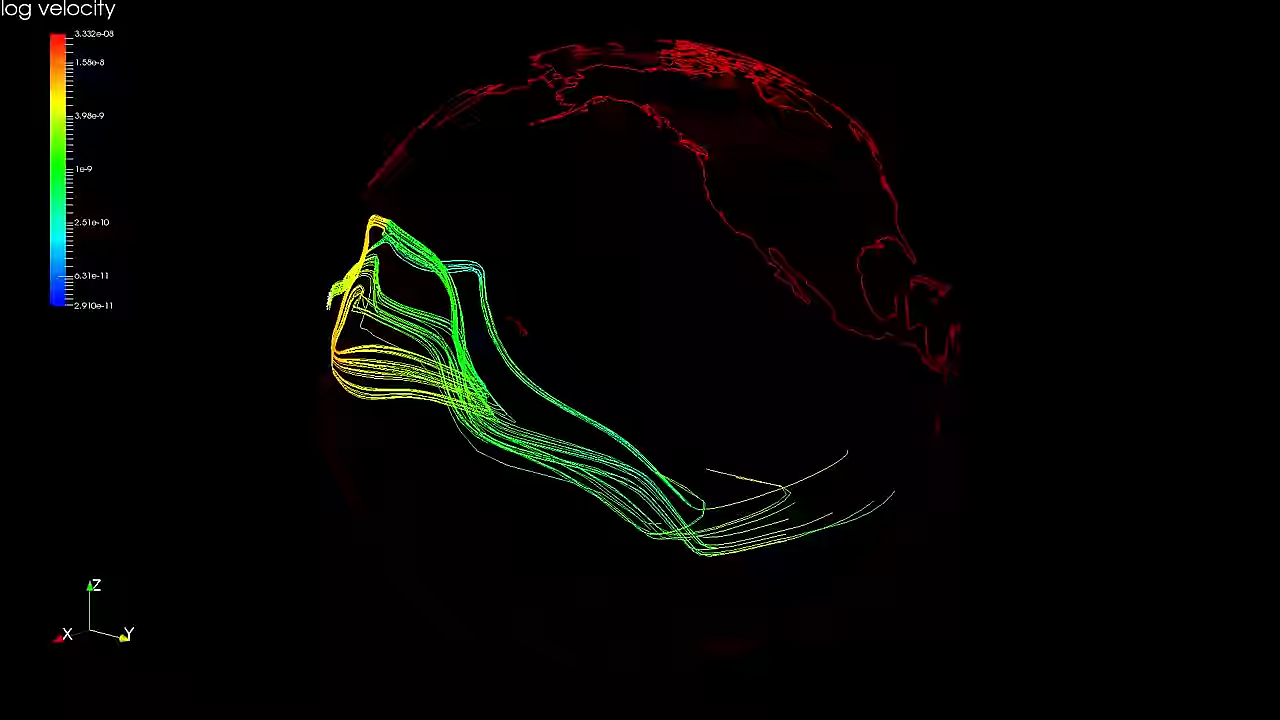 log velocity
3.332e-08
1.58e-8
3.98e-9
1e-9
2.51e-10
6.31e-11
2.910e-11
Z
X
Y